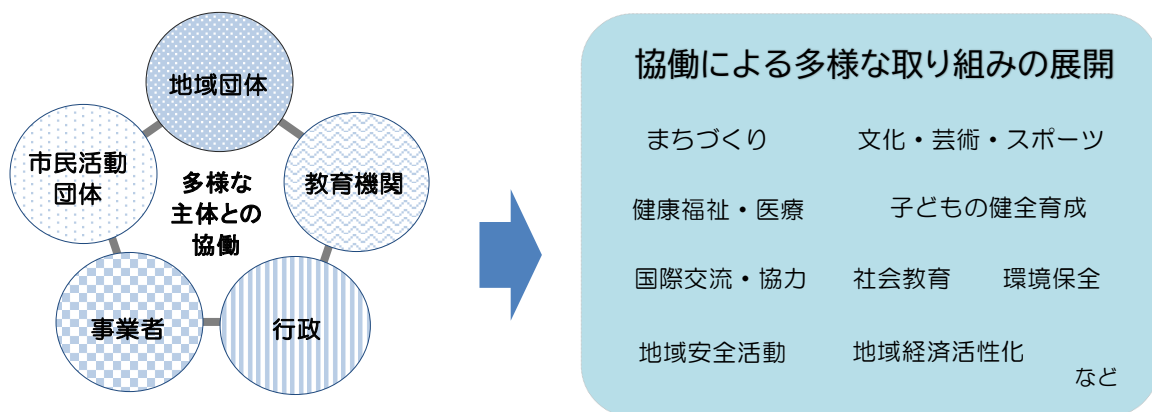 地域団体
市民活動
団体
教育機関
多様な
主体との
協働
事業者
行政
協働による多様な取り組みの展開
まちづくり
文化・芸術・スポーツ
健康福祉・医療
子どもの健全育成
国際交流・協力
社会教育
環境保全
地域安全活動
地域経済活性化
など